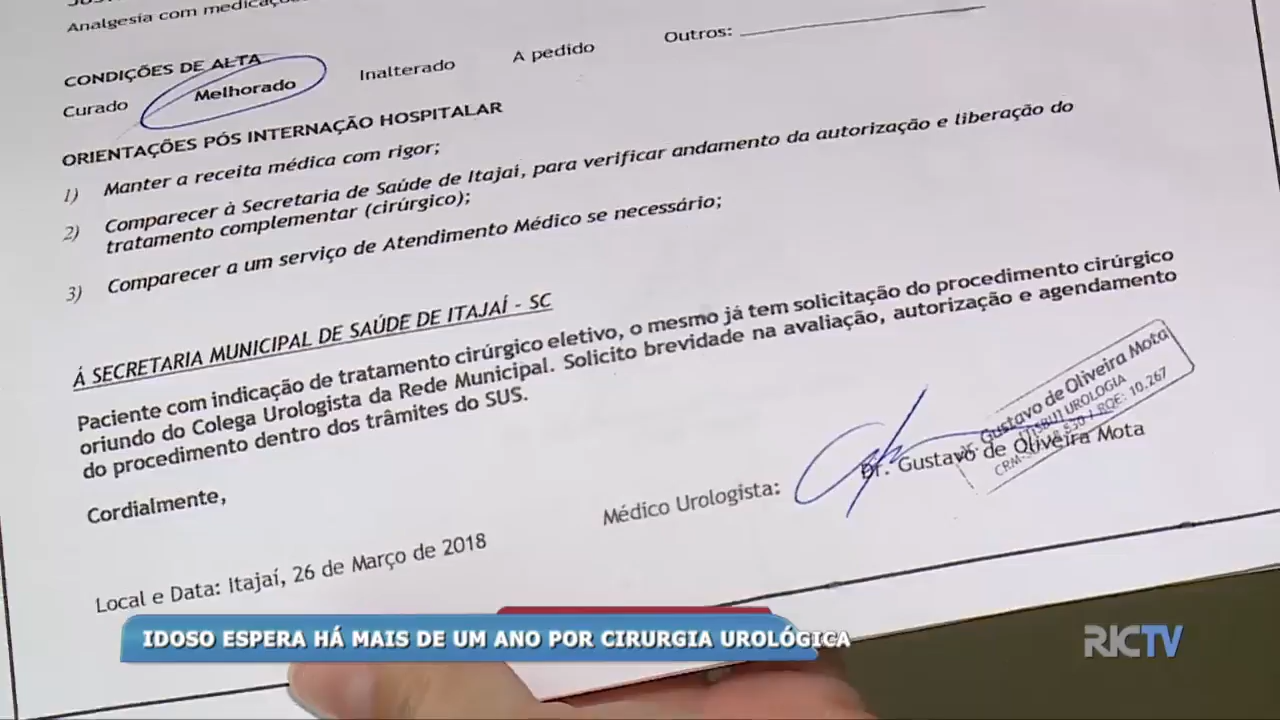 Analgesia com
CONDIÇÕES DE ALTA
Curado Melhorado Inalterado A pedido Outros:
ORIENTAÇÕES PÓS INTERNAÇÃO HOSPITALAR
1) Manter a receita médica com rigor;
2) Comparecer à Secretaria de Saúde de Itajaí, para verificar andamento da autorização e liberação do
tratamento complementar (cirúrgico);
3) Comparecer a um serviço de Atendimento Médico se necessário;
Á SECRETARIA MUNICIPAL DE SAÚDE DE ITAJAÍ - SC
Paciente com indicação de tratamento cirúrgico eletivo, o mesmo já tem solicitação do procedimento cirúrgico
oriundo do Colega Urologista da Rede Municipal. Solicito brevidade na avaliação, autorização e agendamento
do procedimento dentro dos trâmites do SUS.
Cordialmente,
Dr. Gustavo de Oliveira Mota
UROLOGIA
RQE: 10.267
Médico Urologista: Dr. Gustavo de Oliveira Mota
Local e Data: Itajaí, 26 de Março de 2018
IDOSO ESPERA HÁ MAIS DE UM ANO POR CIRURGIA UROLÓGICA
RICTV